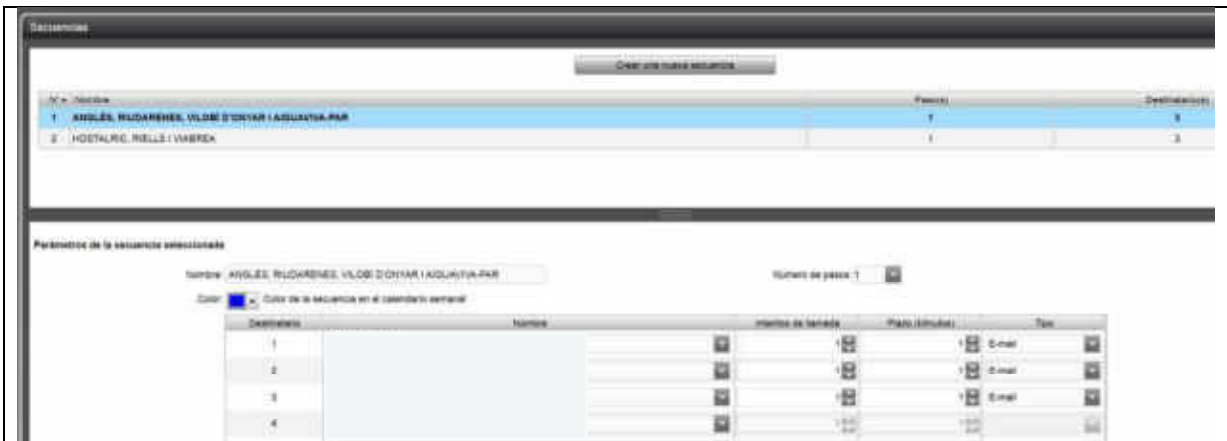 Secuencias
Crear una nueva secuencia
Nº Nombre Paso(s) Destinatario(s)
1 ANGLÈS, RIUDARENES, VILOBÍ D'ONYAR I AIGUAVIVA-PAR 1 3
2 HOSTALRIC, RIELLS I VIABREA 1 3
Parámetros de la secuencia seleccionada
Nombre ANGLÈS, RIUDARENES, VILOBÍ D'ONYAR I AIGUAVIVA-PAR Número de pasos 1
Color Color de la secuencia en el calendario semanal
Destinatario Nombre Intentos de llamada Plazo (Minutos) Tipo
1 1 1 E-mail
2 1 1 E-mail
3 1 1 E-mail
4